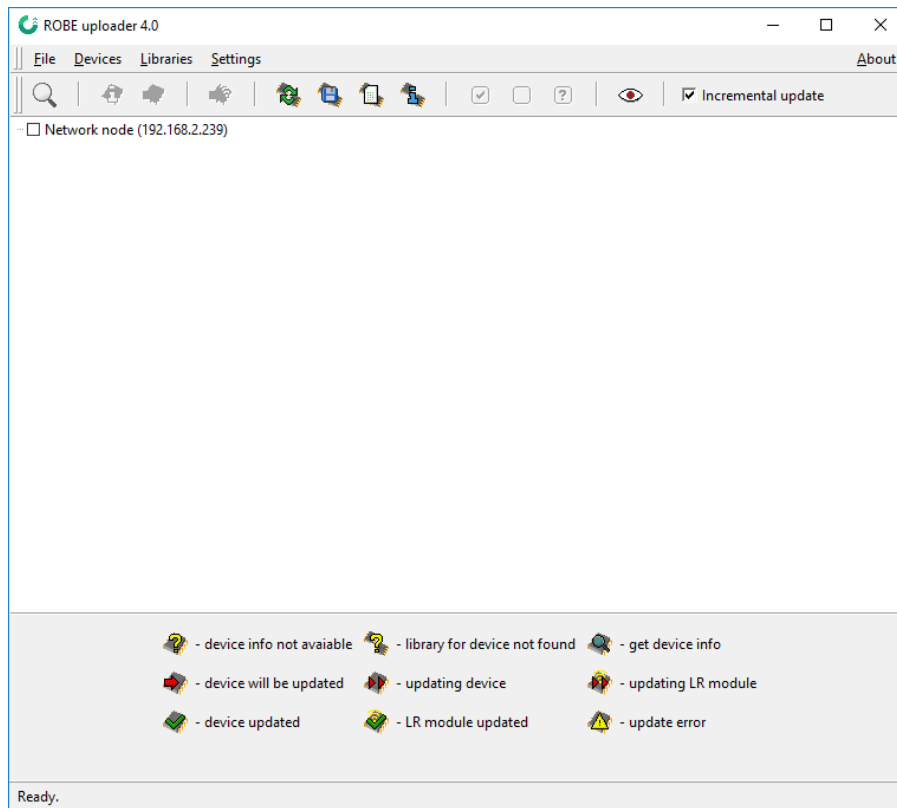 ROBE uploader 4.0
File Devices Libraries Settings About
Incremental update
Network node (192.168.2.239)
- device info not avaiable - library for device not found - get device info
- device will be updated - updating device - updating LR module
- device updated - LR module updated - update error
Ready.